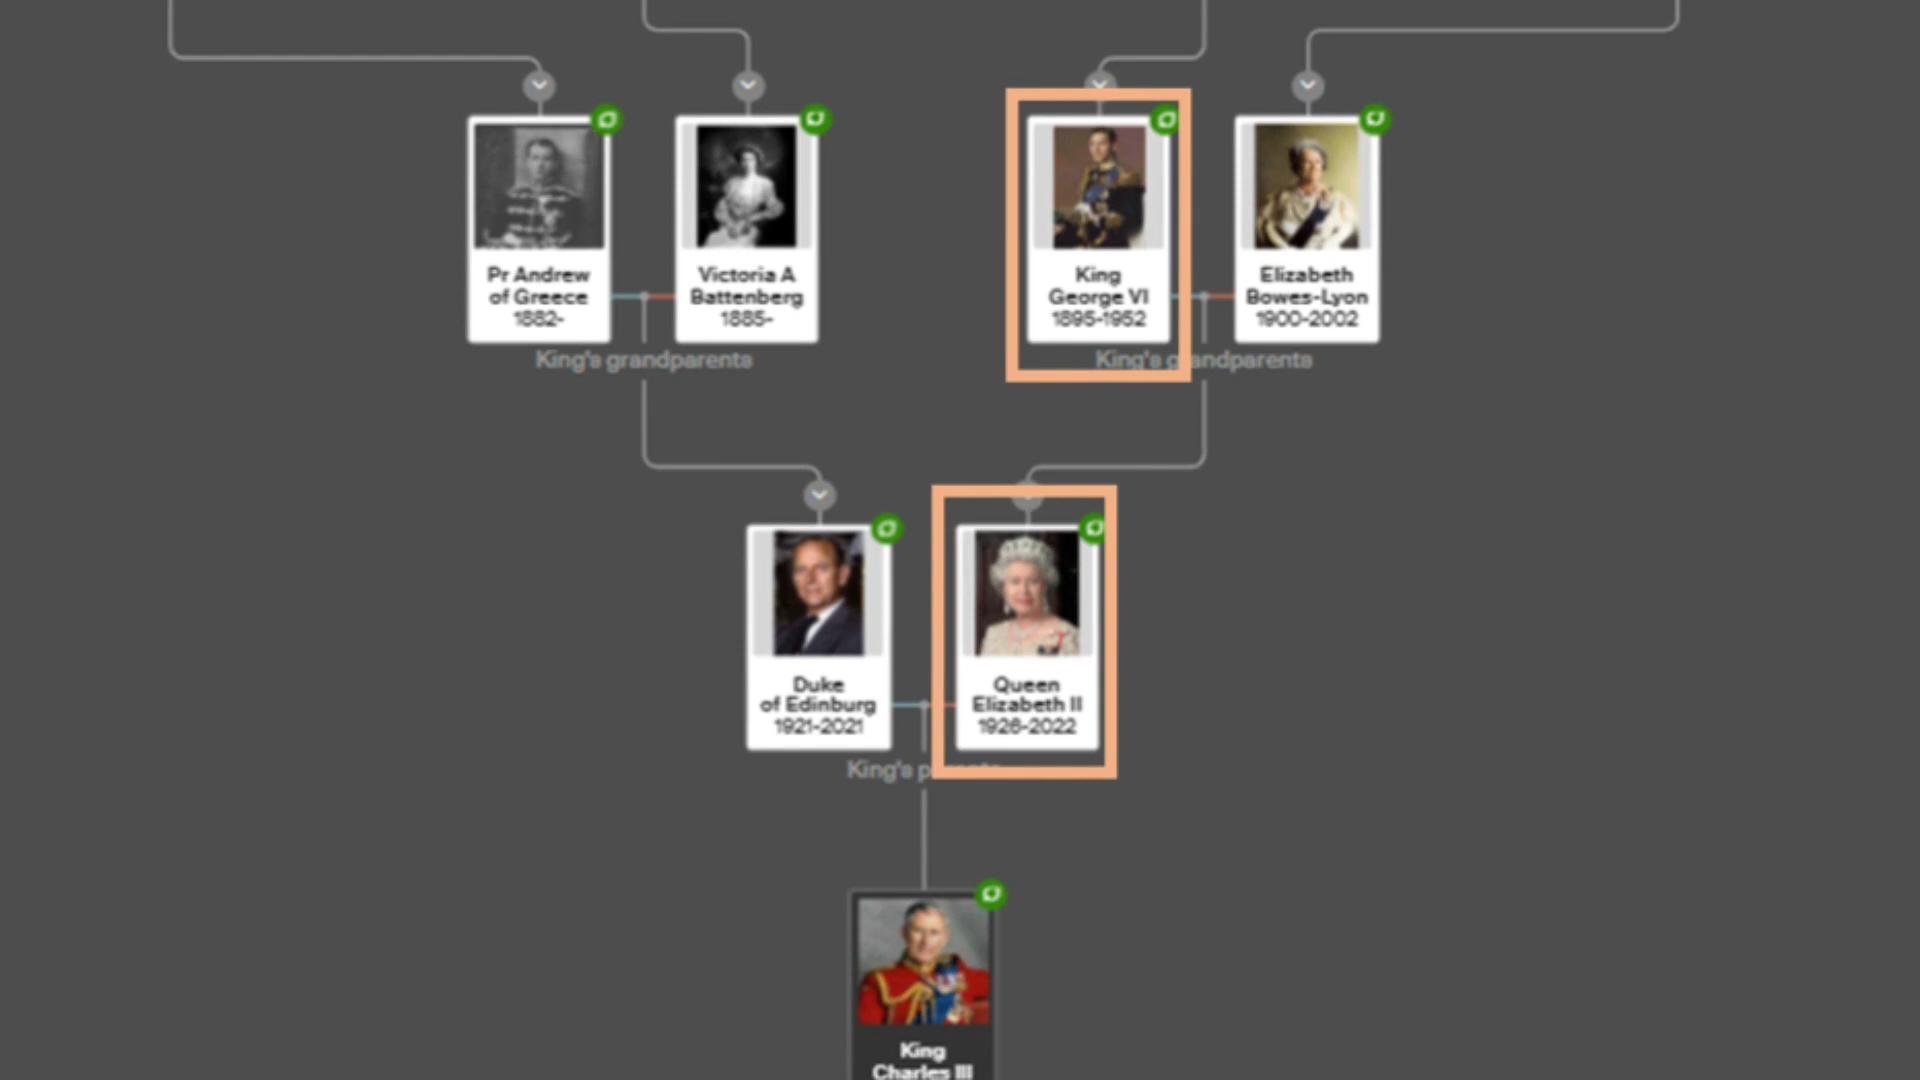 Pr Andrew
of Greece
1882-
Victoria A
Battenberg
1885-
King's grandparents
King
George VI
1895-1952
Elizabeth
Bowes-Lyon
1900-2002
King's grandparents
Duke
of Edinburg
1921-2021
Queen
Elizabeth II
1926-2022
King's parents
King
Charles III